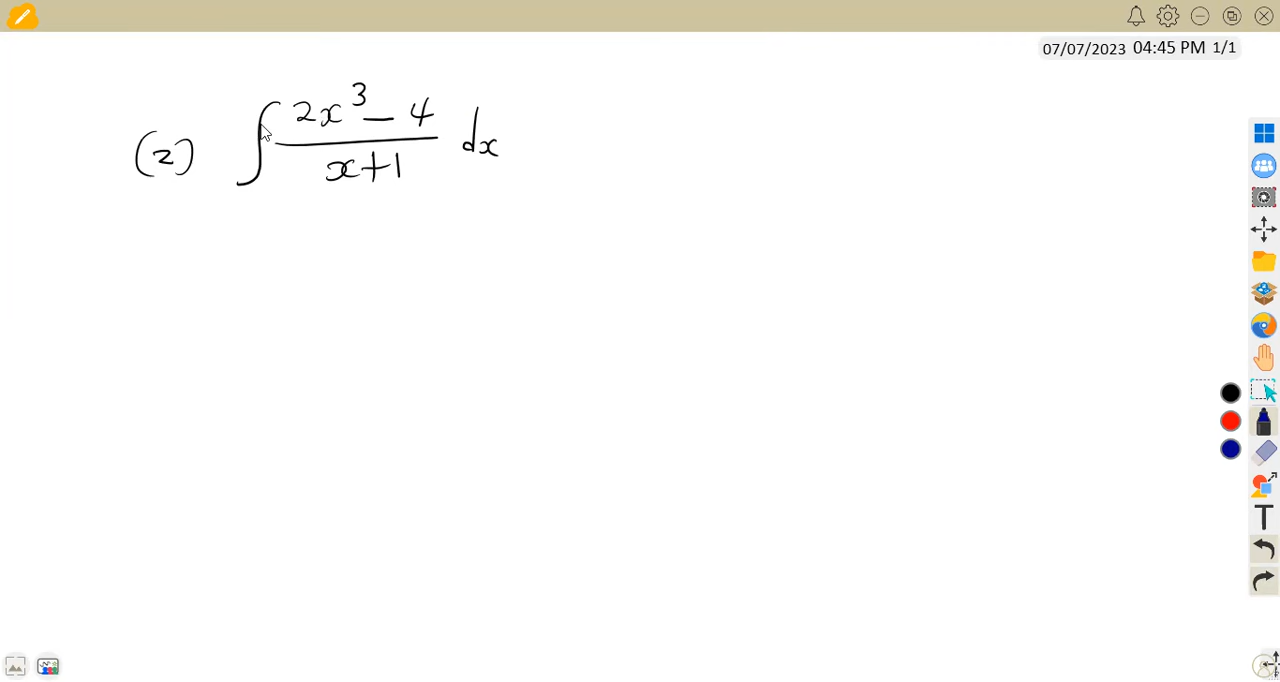 07/07/2023 04:45 PM 1/1
(2) ∫ (2x³ - 4)/(x+1) dx
T